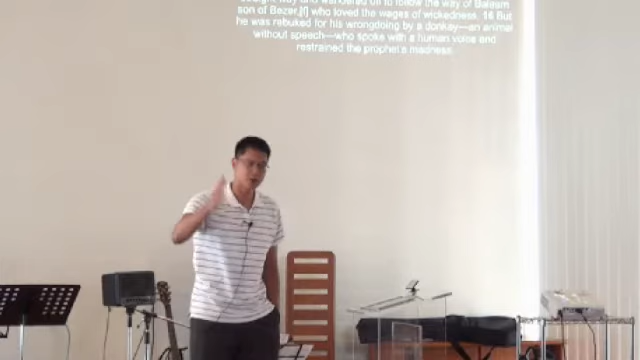 straight way and wandered off to follow the way of Balaam
son of Bezer,[f] who loved the wages of wickedness. 16 But
he was rebuked for his wrongdoing by a donkey—an animal
without speech—who spoke with a human voice and
restrained the prophet's madness.